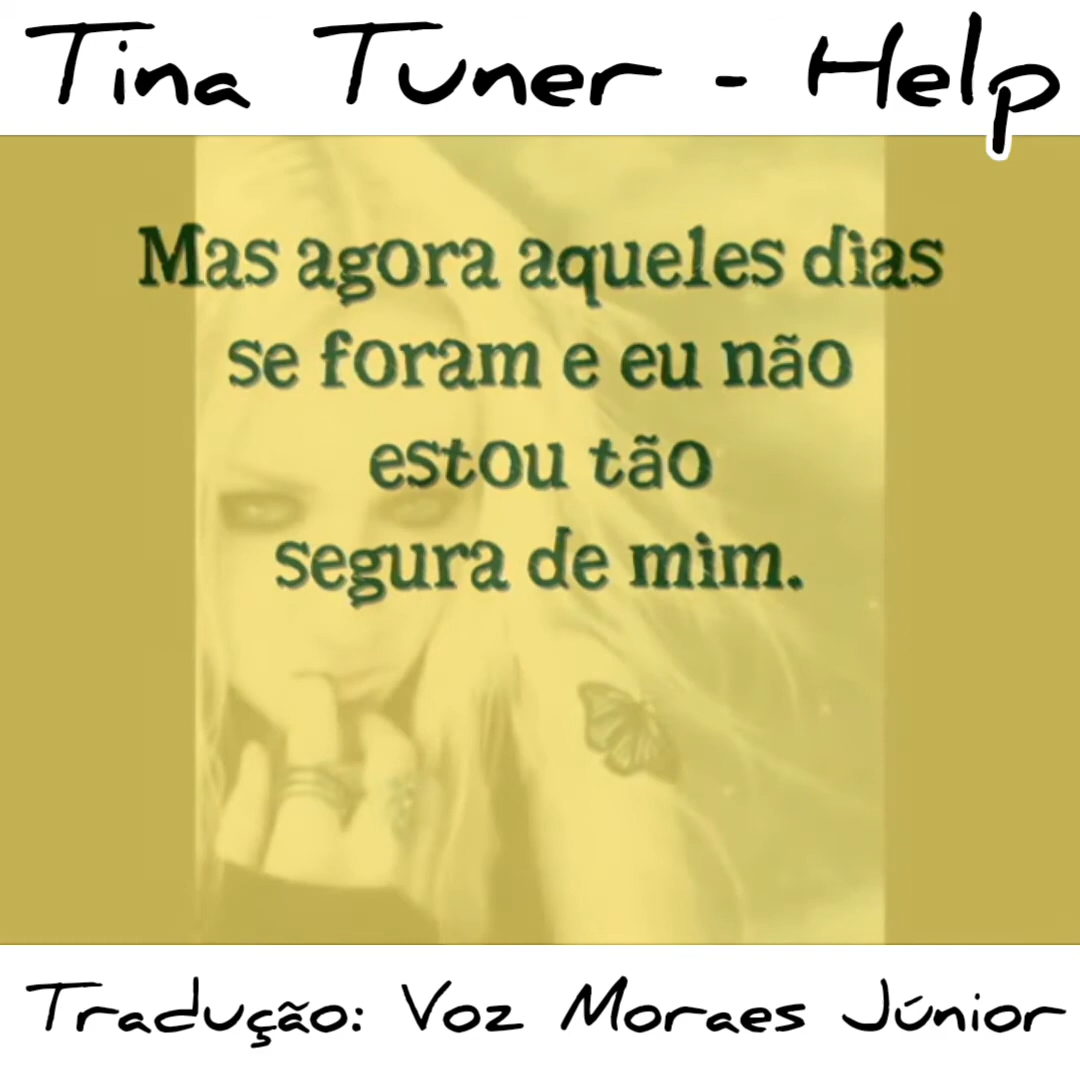 Tina Tuner - Help
Mas agora aqueles dias
se foram e eu não
estou tão
segura de mim.
Tradução: Voz Moraes Júnior